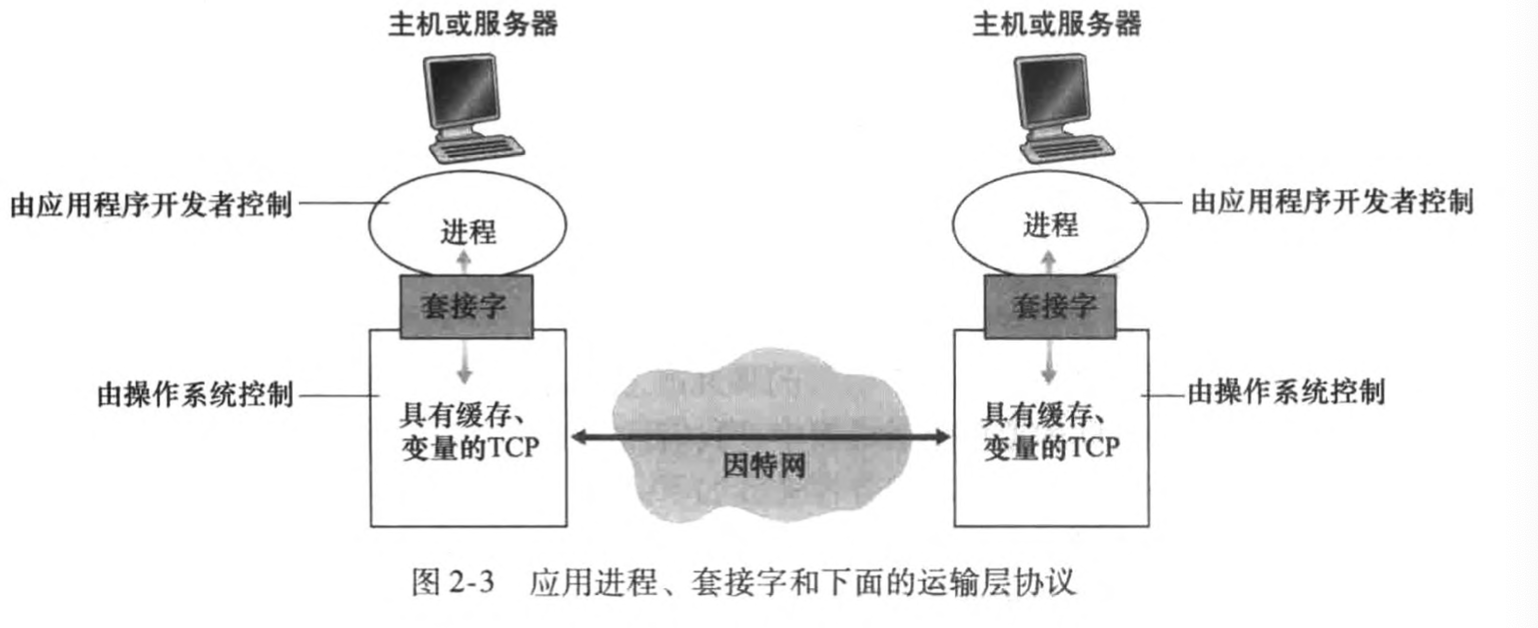 主机或服务器
主机或服务器
由应用程序开发者控制
进程
进程
由应用程序开发者控制
套接字
套接字
由操作系统控制
具有缓存、
变量的TCP
因特网
具有缓存、
变量的TCP
由操作系统控制
图 2-3 应用进程、套接字和下面的运输层协议